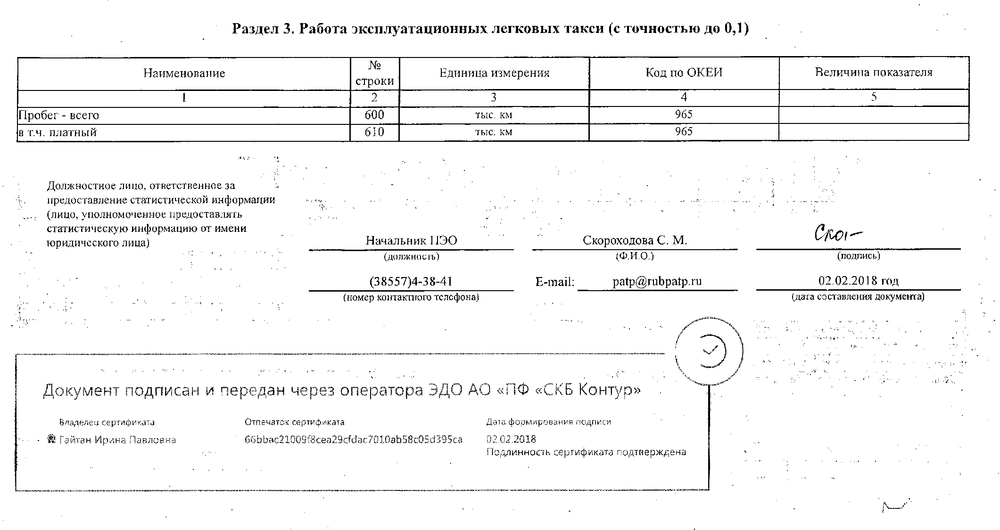 Раздел 3. Работа эксплуатационных легковых такси (с точностью до 0,1)
Наименование № строки Единица измерения Код по ОКЕИ Величина показателя
1 2 3 4 5
Пробег - всего 600 тыс. км 965
в т.ч. платный 610 тыс. км 965
Должностное лицо, ответственное за
предоставление статистической информации
(лицо, уполномоченное предоставлять
статистическую информацию от имени
юридического лица)
Начальник ПЭО Скороходова С. М.
(должность) (Ф.И.О.) (подпись)
(38557)4-38-41 E-mail: patp@rubpatp.ru 02.02.2018 год
(номер контактного телефона) (дата составления документа)
Документ подписан и передан через оператора ЭДО АО «ПФ «СКБ Контур»
Владелец сертификата Отпечаток сертификата Дата формирования подписи
Гайтан Ирина Павловна 66bbac21009f8cea29cfdac7010ab58c05d395ca 02.02.2018
Подлинность сертификата подтверждена